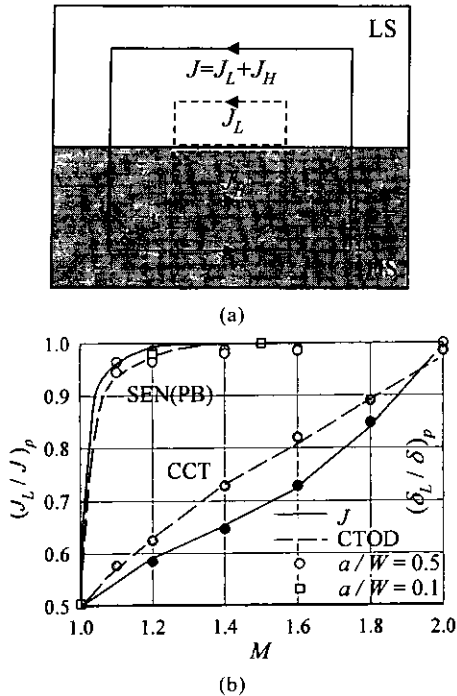 LS
J=J_L+J_H
J_L
(a)
1.0
0.9
0.8
0.7
0.6
0.5
(J_L / J)_p
SEN(PB)
CCT
(δ_L / δ)_p
J
CTOD
a / W = 0.5
a / W = 0.1
1.0 1.2 1.4 1.6 1.8 2.0
M
(b)